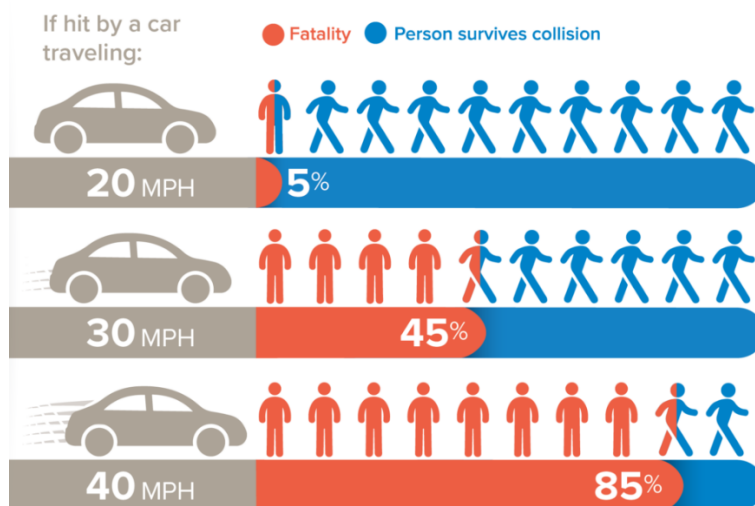 If hit by a car
traveling:
Fatality Person survives collision
20 MPH 5%
30 MPH 45%
40 MPH 85%